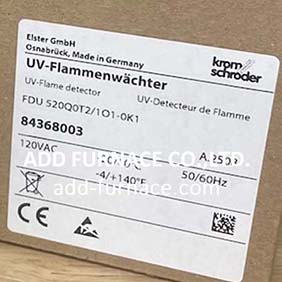 Elster GmbH
Osnabrück, Made in Germany
krom
schroder
UV-Flammenwächter
UV-Flame detector
UV-Detecteur de Flamme
FDU 520Q0T2/1O1-0K1
84368003
ADD FURNACE CO.,LTD.
120VAC
add-furnace.com
-4/+140°F
50/60Hz
CE